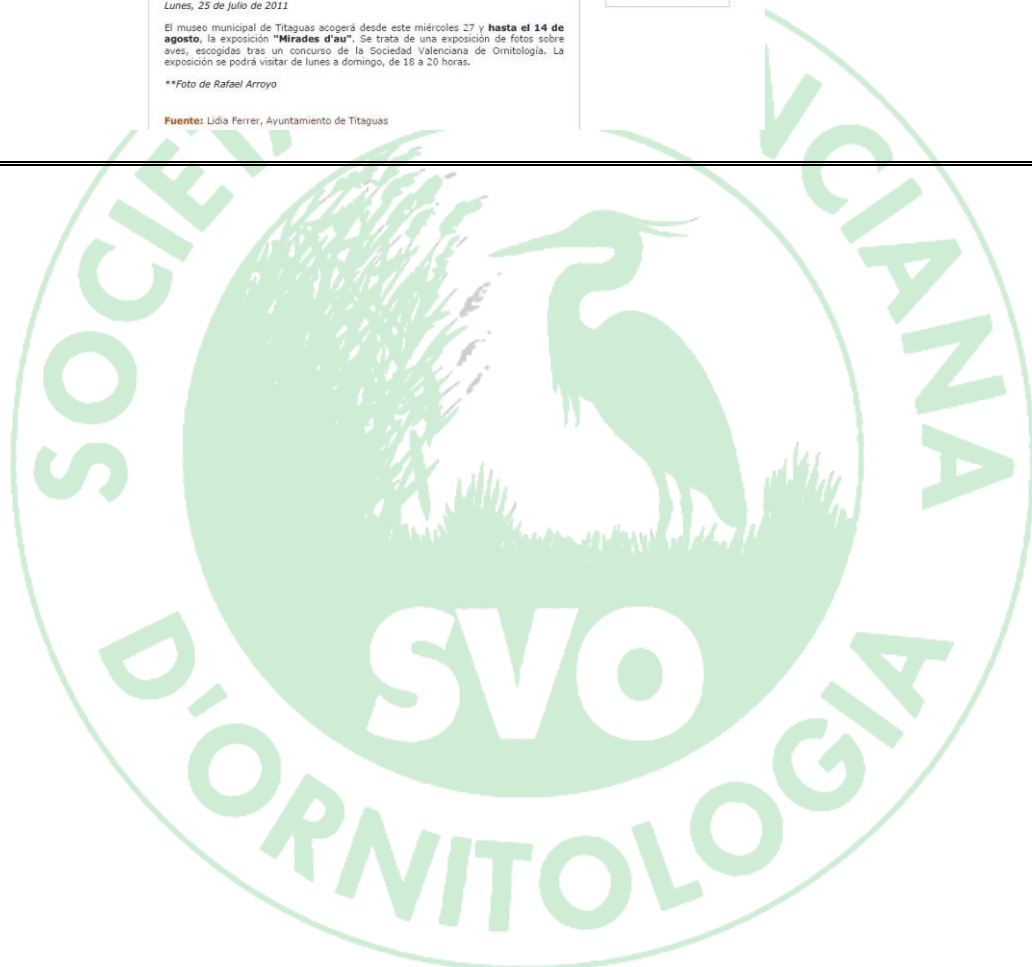 Lunes, 25 de julio de 2011
El museo municipal de Titaguas acogerá desde este miércoles 27 y hasta el 14 de
agosto, la exposición "Mirades d'au". Se trata de una exposición de fotos sobre
aves, escogidas tras un concurso de la Sociedad Valenciana de Ornitología. La
exposición se podrá visitar de lunes a domingo, de 18 a 20 horas.
**Foto de Rafael Arroyo
Fuente: Lidia Ferrer, Ayuntamiento de Titaguas
SVO
D'ORNITOLOGIA